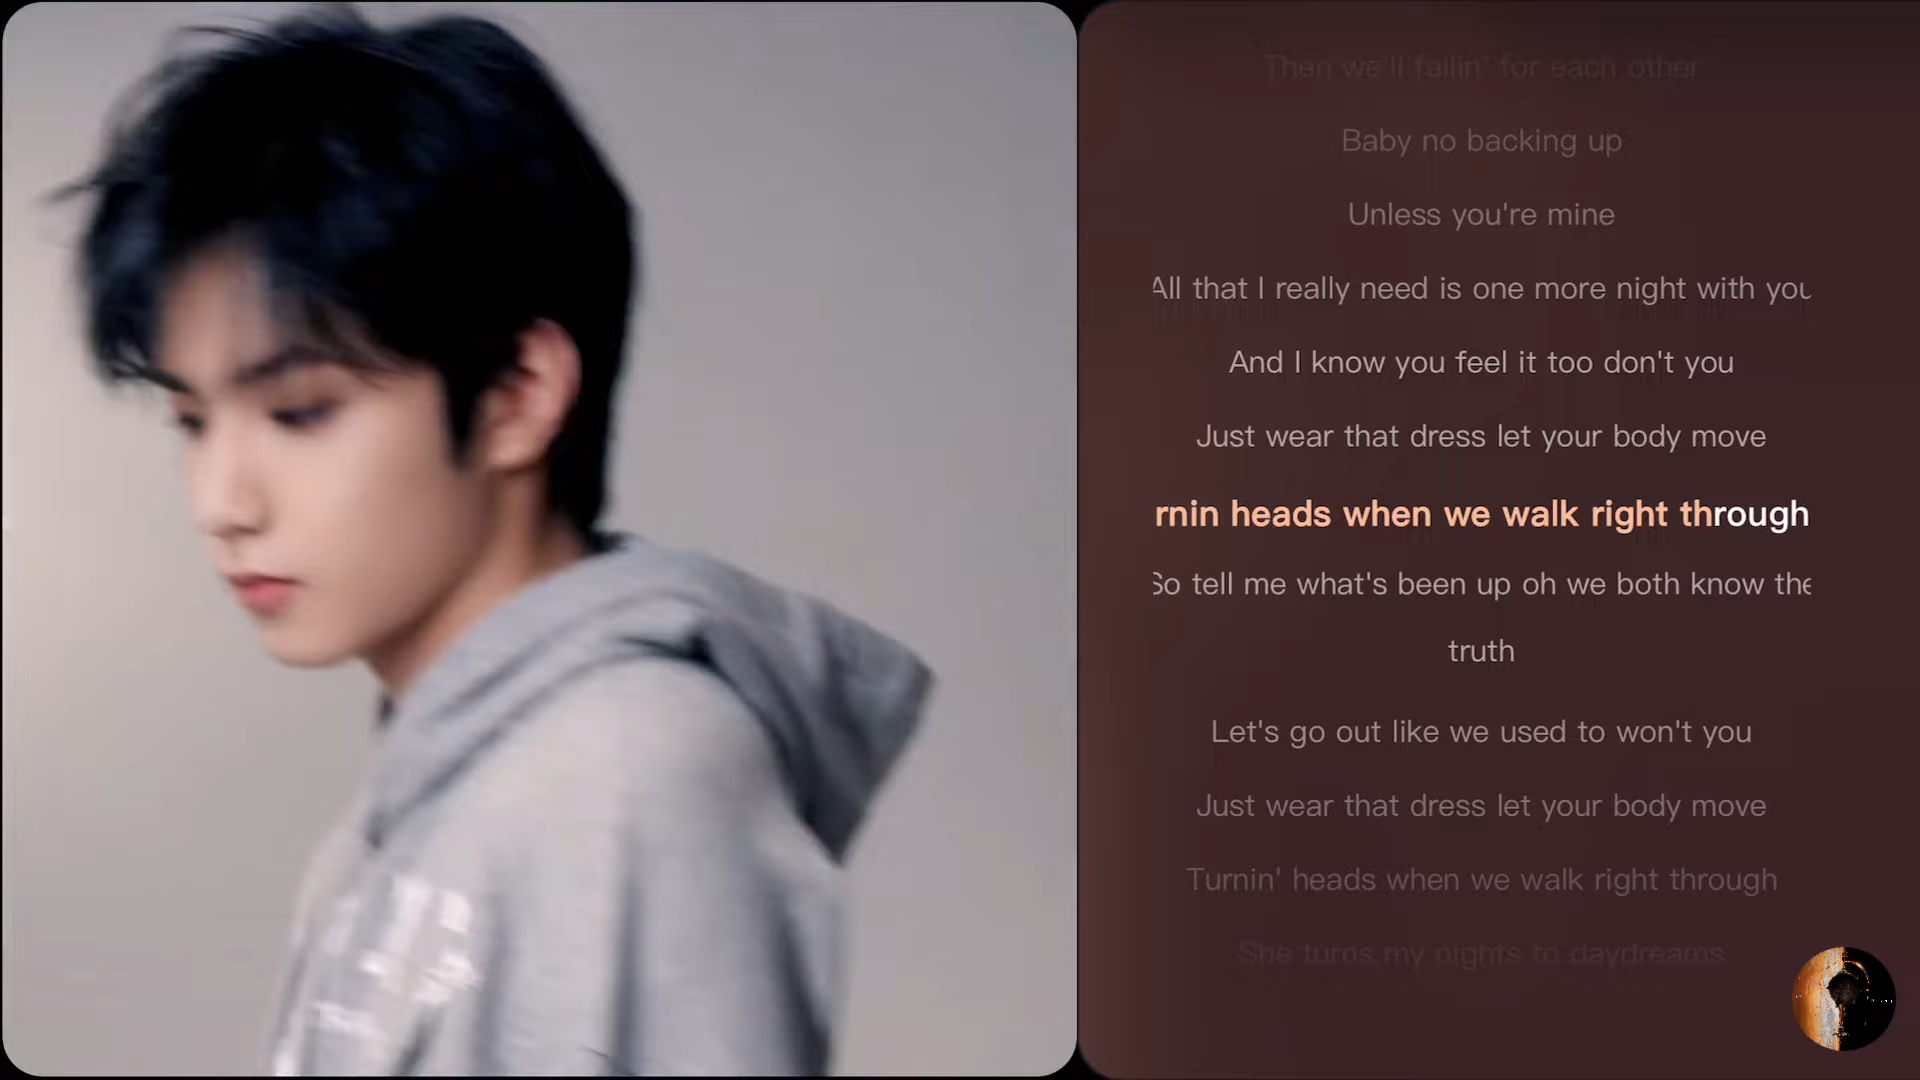 Then we'll fallin' for each other
Baby no backing up
Unless you're mine
All that I really need is one more night with you
And I know you feel it too don't you
Just wear that dress let your body move
rnin heads when we walk right through
So tell me what's been up oh we both know the
truth
Let's go out like we used to won't you
Just wear that dress let your body move
Turnin' heads when we walk right through
She turns my nights to daydreams